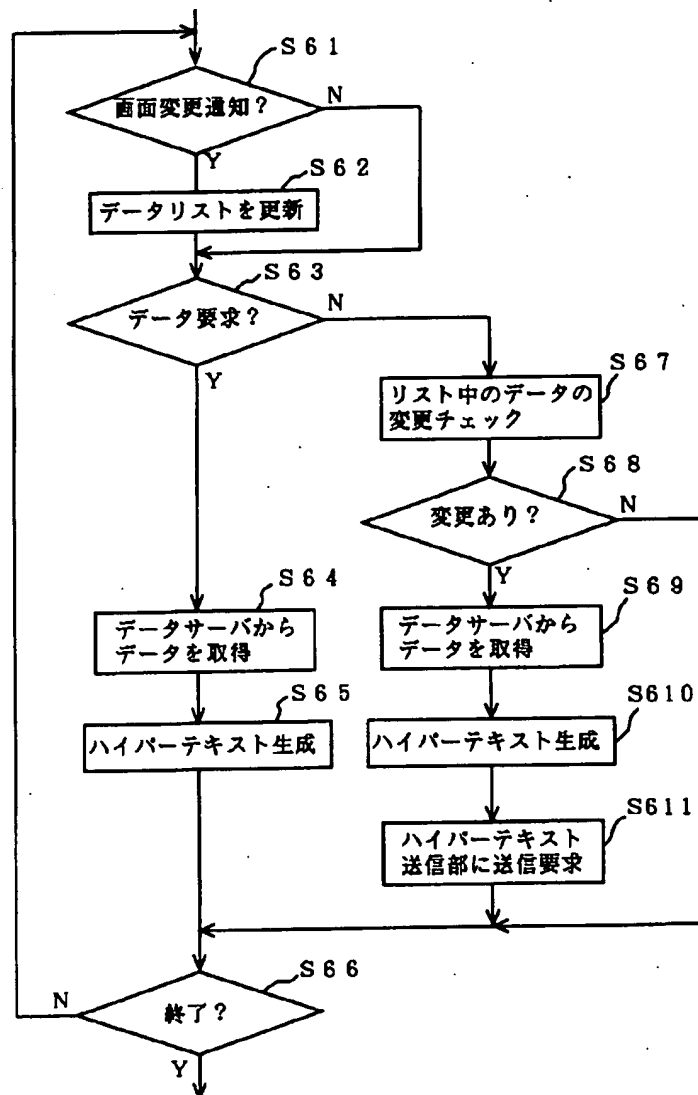 S61
画面変更通知？
N
Y
S62
データリストを更新
S63
データ要求？
N
Y
S67
リスト中のデータの
変更チェック
S68
変更あり？
N
Y
S64
データサーバから
データを取得
S69
データサーバから
データを取得
S65
ハイパーテキスト生成
S610
ハイパーテキスト生成
S611
ハイパーテキスト
送信部に送信要求
S66
終了？
N
Y